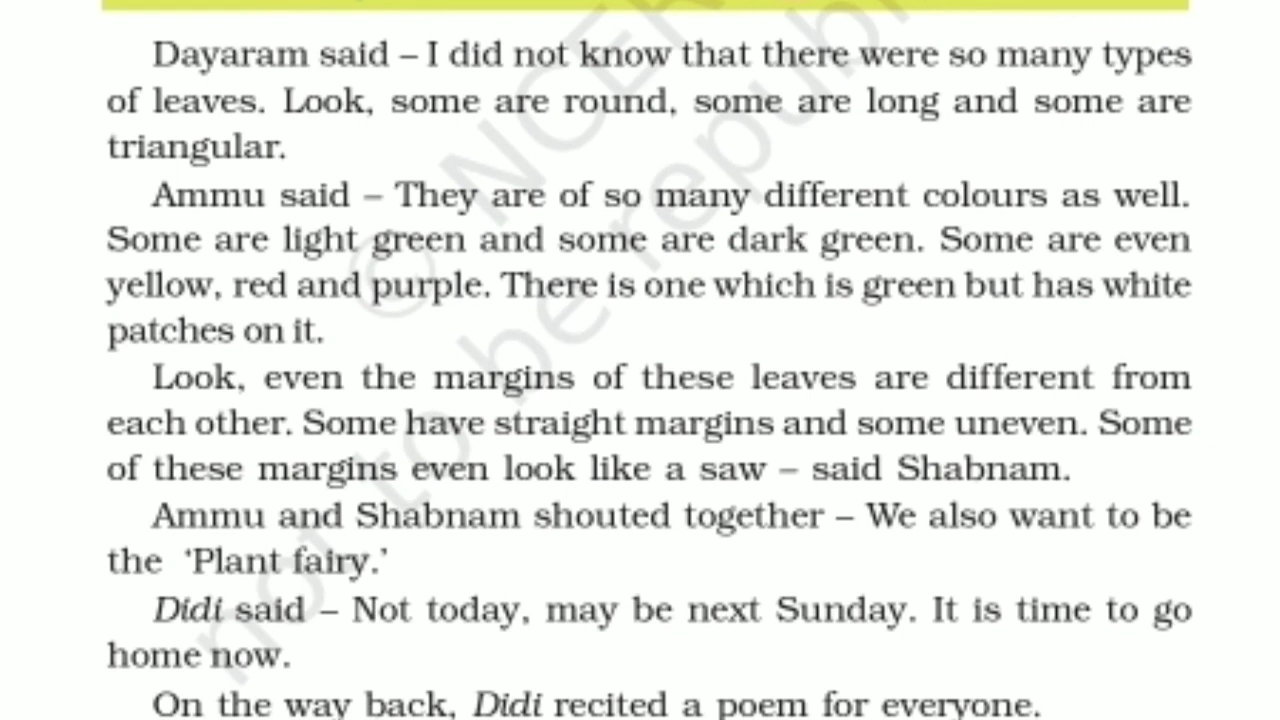 Dayaram said – I did not know that there were so many types
of leaves. Look, some are round, some are long and some are
triangular.
Ammu said – They are of so many different colours as well.
Some are light green and some are dark green. Some are even
yellow, red and purple. There is one which is green but has white
patches on it.
Look, even the margins of these leaves are different from
each other. Some have straight margins and some uneven. Some
of these margins even look like a saw – said Shabnam.
Ammu and Shabnam shouted together – We also want to be
the ‘Plant fairy.’
Didi said – Not today, may be next Sunday. It is time to go
home now.
On the way back, Didi recited a poem for everyone.
© NCER
not to be republ